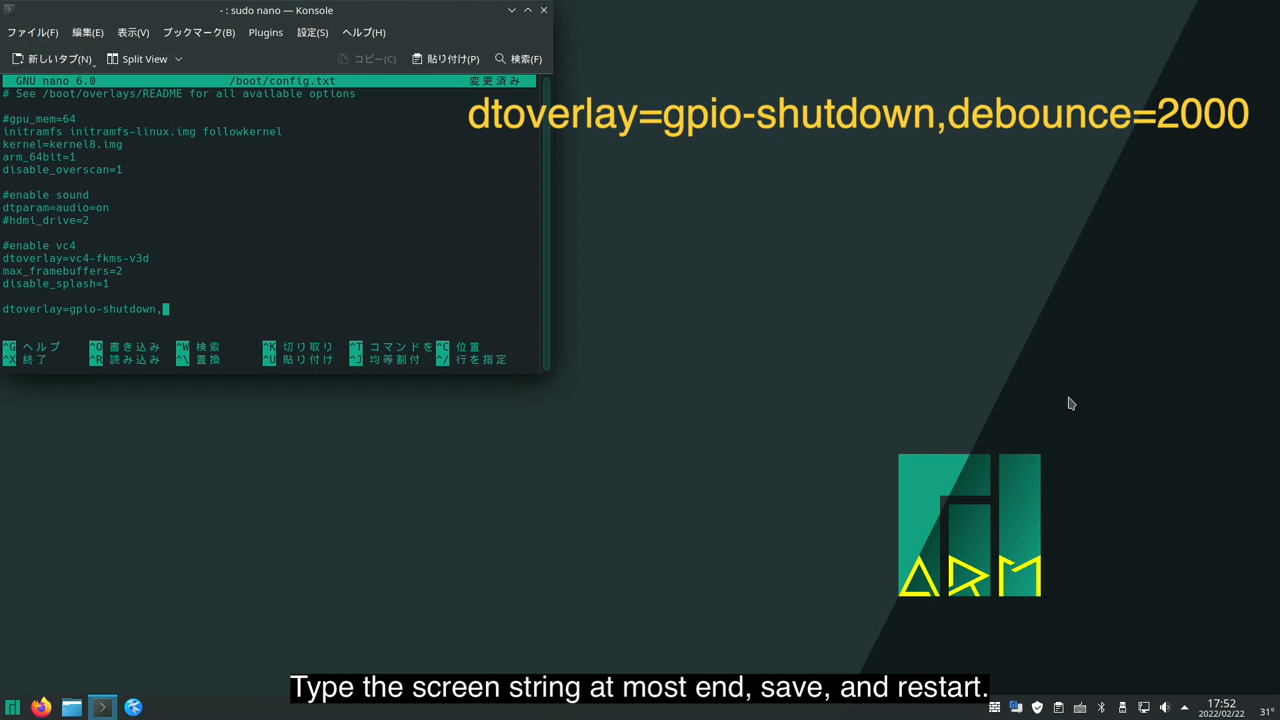 - : sudo nano — Konsole
ファイル(F) 編集(E) 表示(V) ブックマーク(B) Plugins 設定(S) ヘルプ(H)
新しいタブ(N) Split View コピー(C) 貼り付け(P) 検索(F)
GNU nano 6.0 /boot/config.txt 変更済み
# See /boot/overlays/README for all available options
#gpu_mem=64
initramfs initramfs-linux.img followkernel
kernel=kernel8.img
arm_64bit=1
disable_overscan=1
#enable sound
dtparam=audio=on
#hdmi_drive=2
#enable vc4
dtoverlay=vc4-fkms-v3d
max_framebuffers=2
disable_splash=1
dtoverlay=gpio-shutdown,
^G ヘルプ ^O 書き込み ^W 検索 ^K 切り取り ^T コマンドを ^C 位置
^X 終了 ^R 読み込み ^\ 置換 ^U 貼り付け ^J 均等割付 ^/ 行を指定
dtoverlay=gpio-shutdown,debounce=2000
ARM
Type the screen string at most end, save, and restart.
17:52
2022/02/22
31°